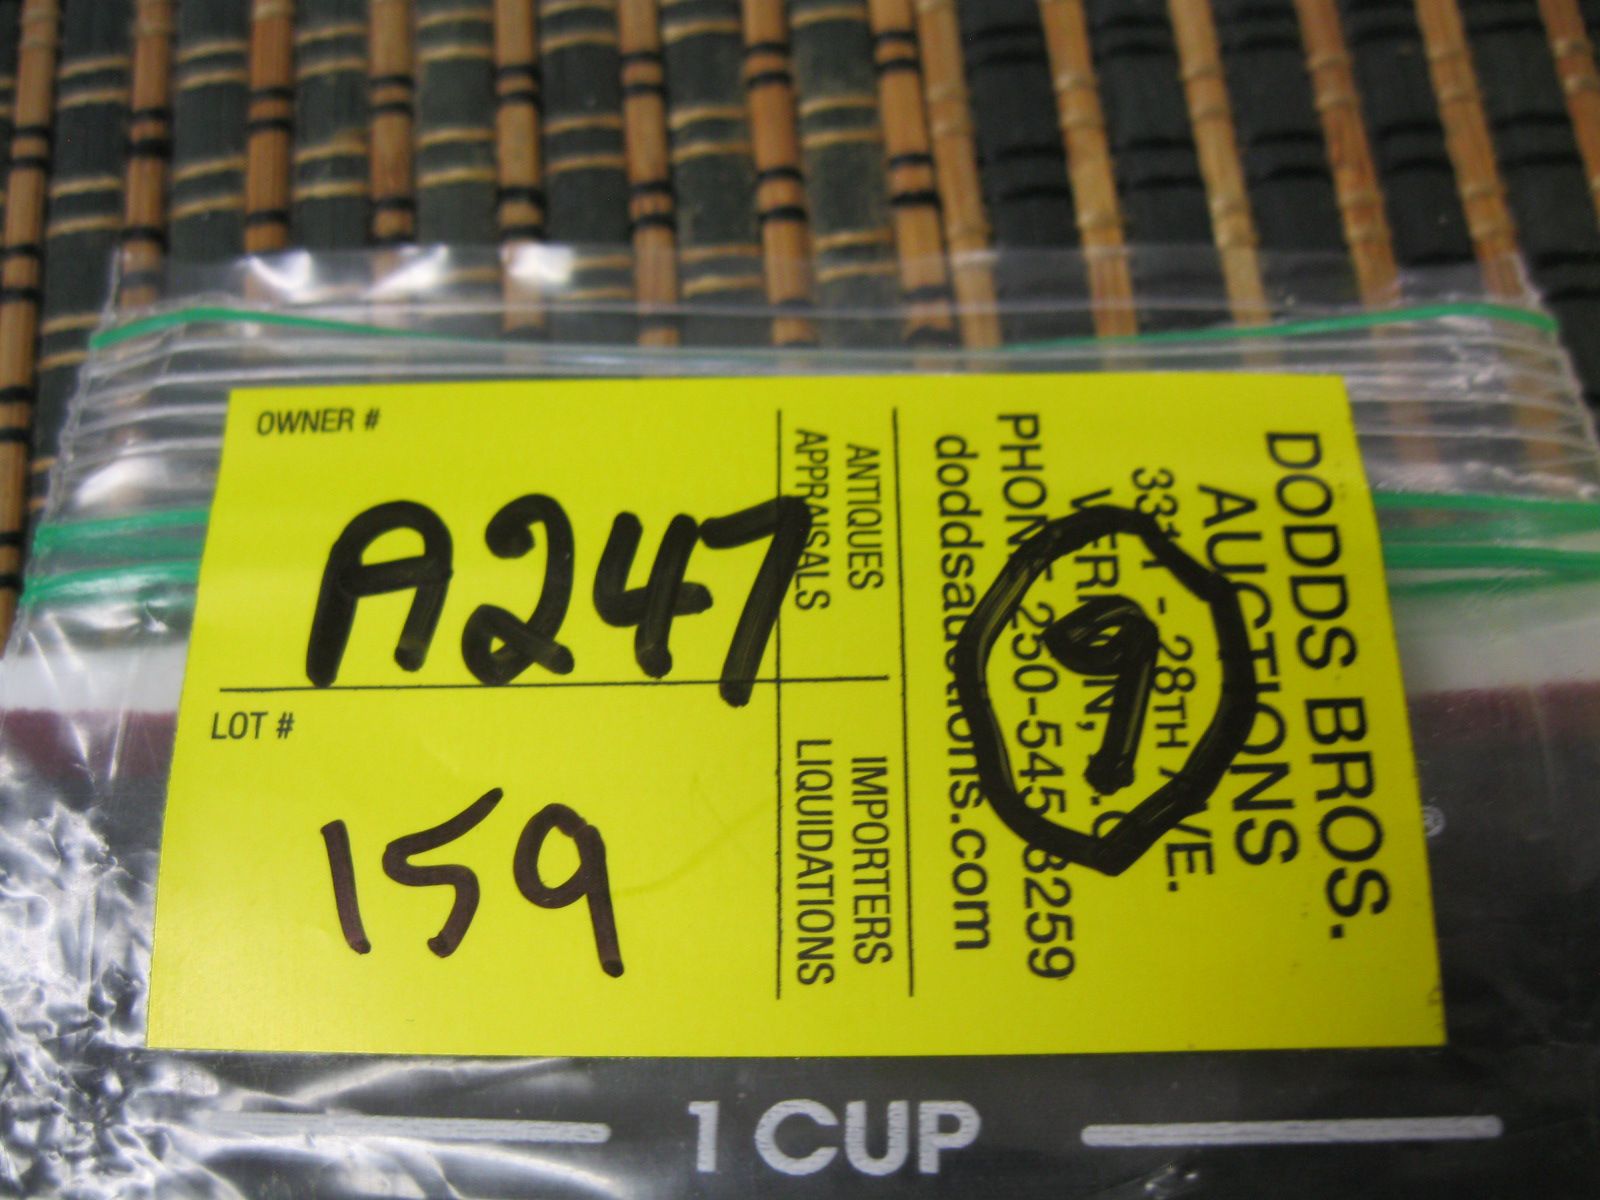 OWNER #
A247
LOT #
159
ANTIQUES
APPRAISALS
IMPORTERS
LIQUIDATIONS
DODDS BROS.
AUCTIONS
28TH AVE.
PHONE 250-545-3259
doddsauctions.com
9
1 CUP
®